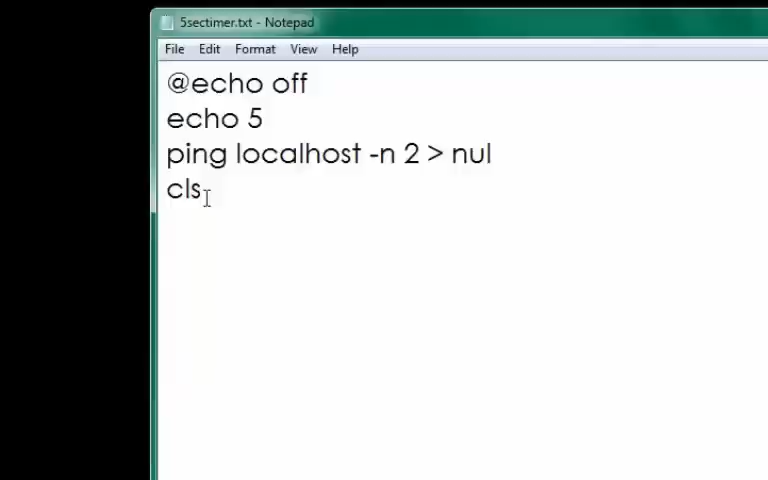 5sectimer.txt - Notepad
File Edit Format View Help
@echo off
echo 5
ping localhost -n 2 > nul
cls